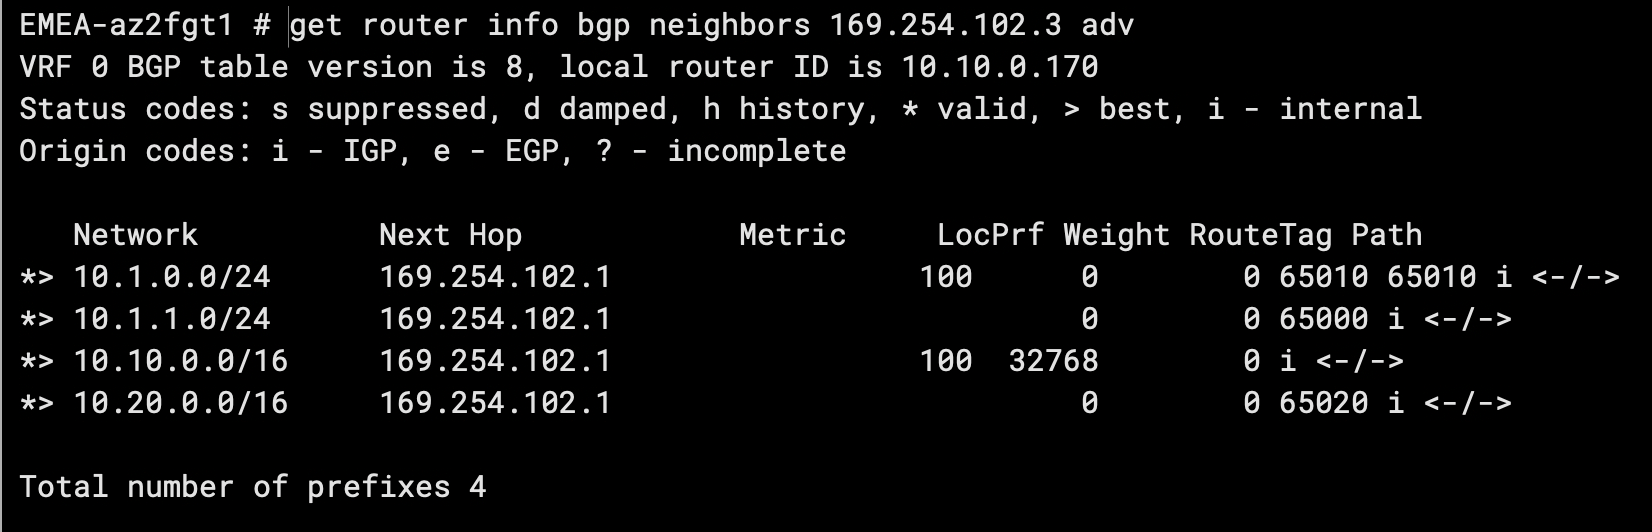 EMEA-az2fgt1 # get router info bgp neighbors 169.254.102.3 adv
VRF 0 BGP table version is 8, local router ID is 10.10.0.170
Status codes: s suppressed, d damped, h history, * valid, > best, i - internal
Origin codes: i - IGP, e - EGP, ? - incomplete

   Network          Next Hop            Metric     LocPrf Weight RouteTag Path
*> 10.1.0.0/24      169.254.102.1                 100      0        0 65010 65010 i <-/->
*> 10.1.1.0/24      169.254.102.1                          0        0 65000 i <-/->
*> 10.10.0.0/16     169.254.102.1                 100  32768        0 i <-/->
*> 10.20.0.0/16     169.254.102.1                          0        0 65020 i <-/->

Total number of prefixes 4